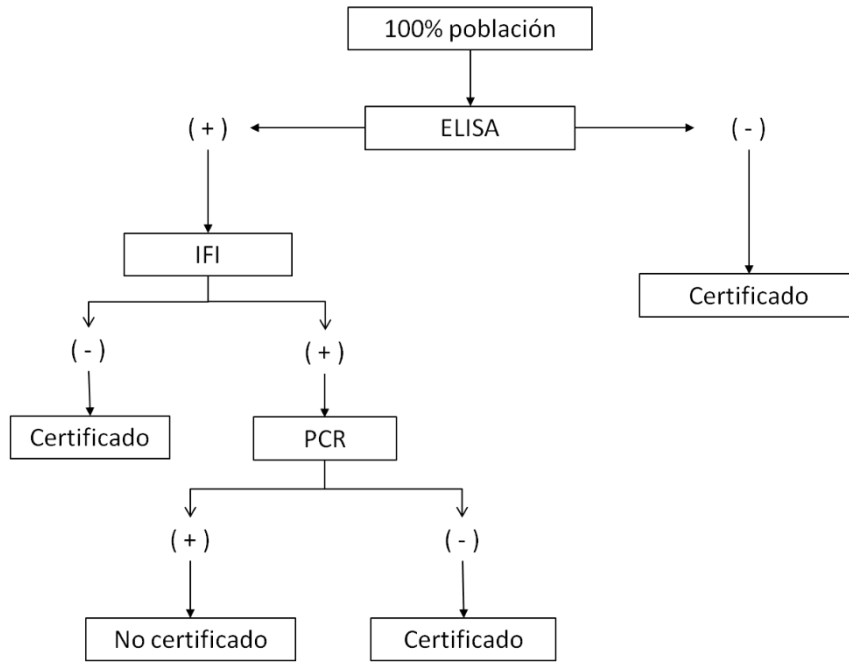 100% población
( + )
ELISA
( - )
IFI
Certificado
( - )
( + )
Certificado
PCR
( + )
( - )
No certificado
Certificado